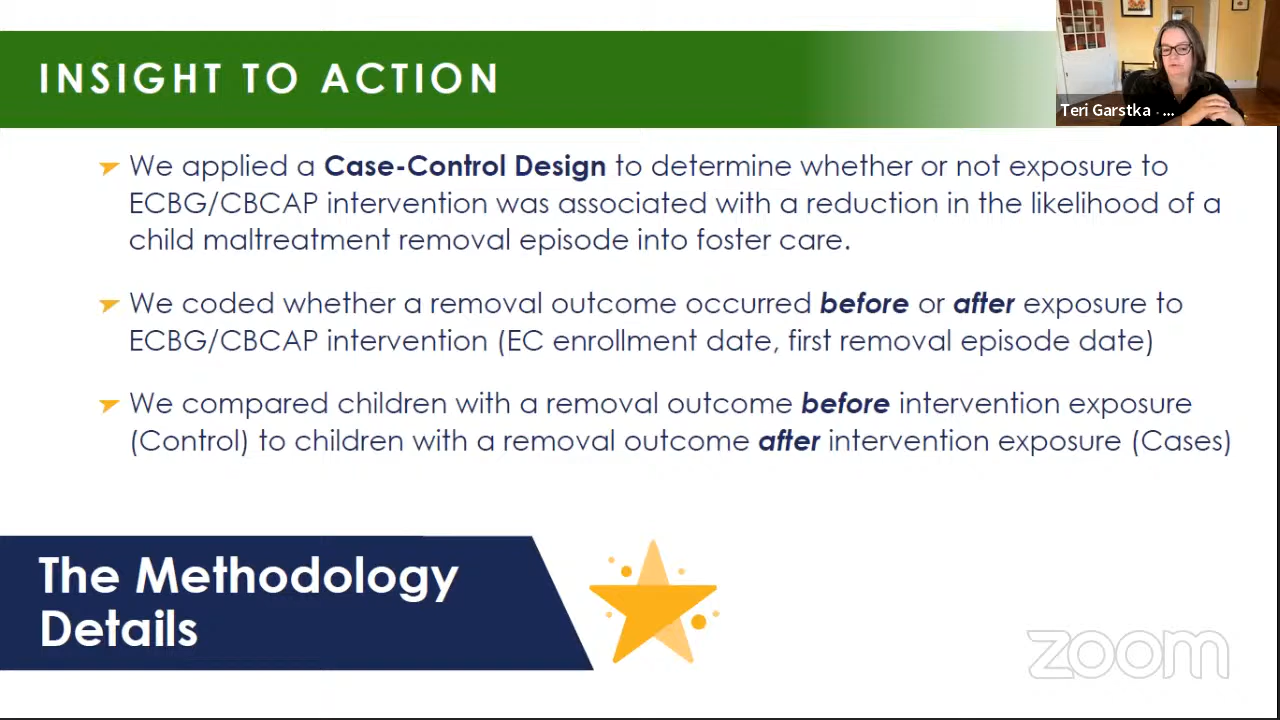 INSIGHT TO ACTION
Teri Garstka - ...
We applied a Case-Control Design to determine whether or not exposure to
ECBG/CBCAP intervention was associated with a reduction in the likelihood of a
child maltreatment removal episode into foster care.
We coded whether a removal outcome occurred before or after exposure to
ECBG/CBCAP intervention (EC enrollment date, first removal episode date)
We compared children with a removal outcome before intervention exposure
(Control) to children with a removal outcome after intervention exposure (Cases)
The Methodology
Details
zoom